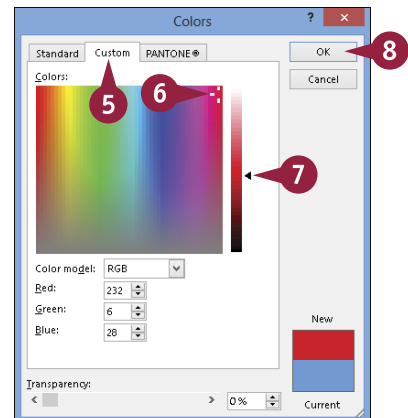 Colors ?
Standard Custom PANTONE® OK 8
Cancel
Colors:
5 6
7
Color model: RGB
Red: 232
Green: 6
Blue: 28
New
Transparency:
0% Current